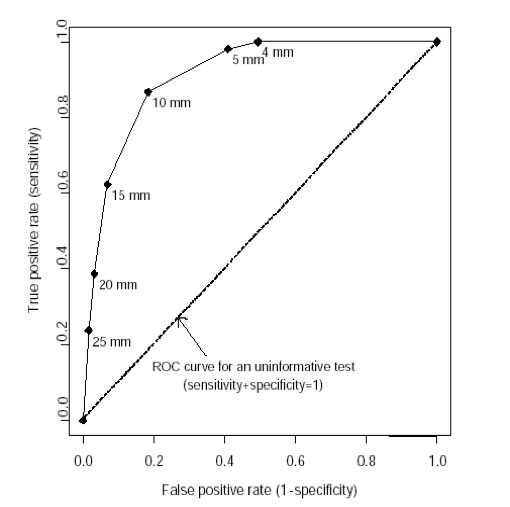 True positive rate (sensitivity)
1.0
0.8
0.6
0.4
0.2
0.0
4 mm
5 mm
10 mm
15 mm
20 mm
25 mm
ROC curve for an uninformative test
(sensitivity+specificity=1)
0.0 0.2 0.4 0.6 0.8 1.0
False positive rate (1-specificity)